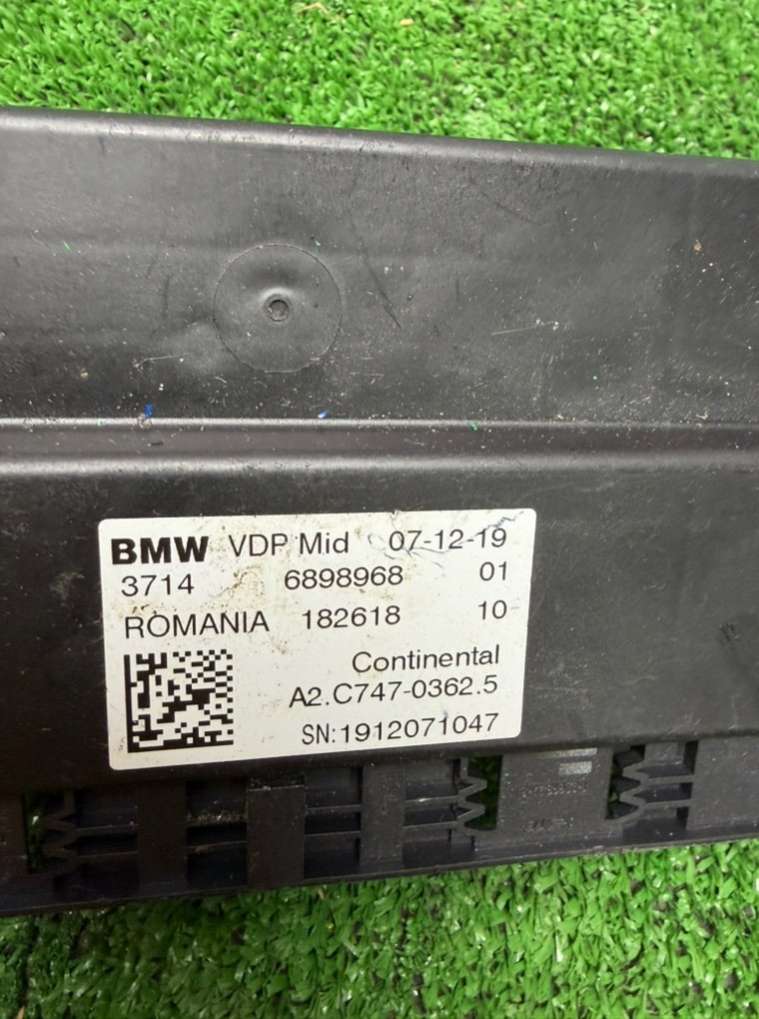 BMW VDP Mid 07-12-19
3714 6898968 01
ROMANIA 182618 10
Continental
A2.C747-0362.5
SN:1912071047